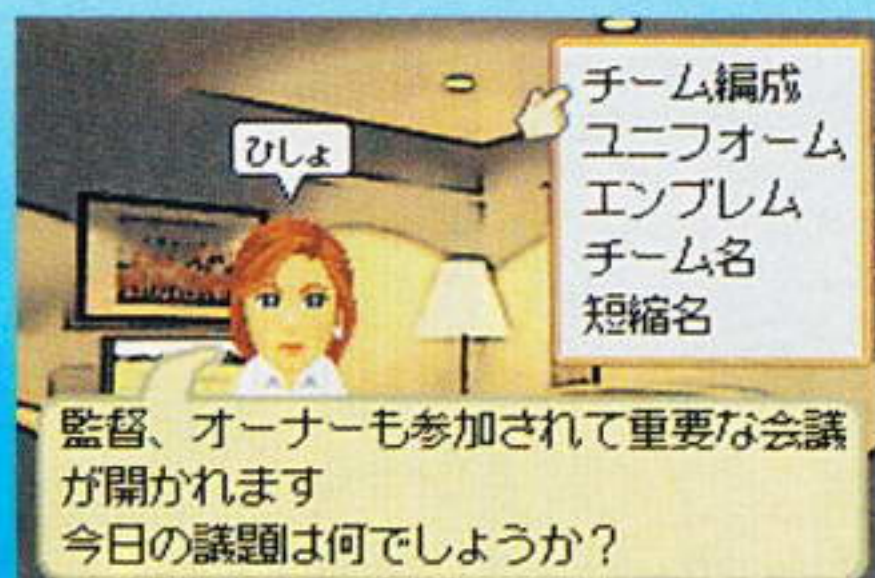 ひしょ
チーム編成
ユニフォーム
エンブレム
チーム名
短縮名
監督、オーナーも参加されて重要な会議
が開かれます
今日の議題は何でしょうか？